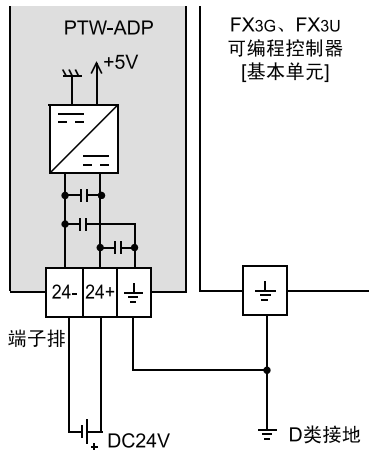 PTW-ADP
+5V
FX3G、FX3U
可编程控制器
[基本单元]
24-
24+
端子排
DC24V
+
D类接地